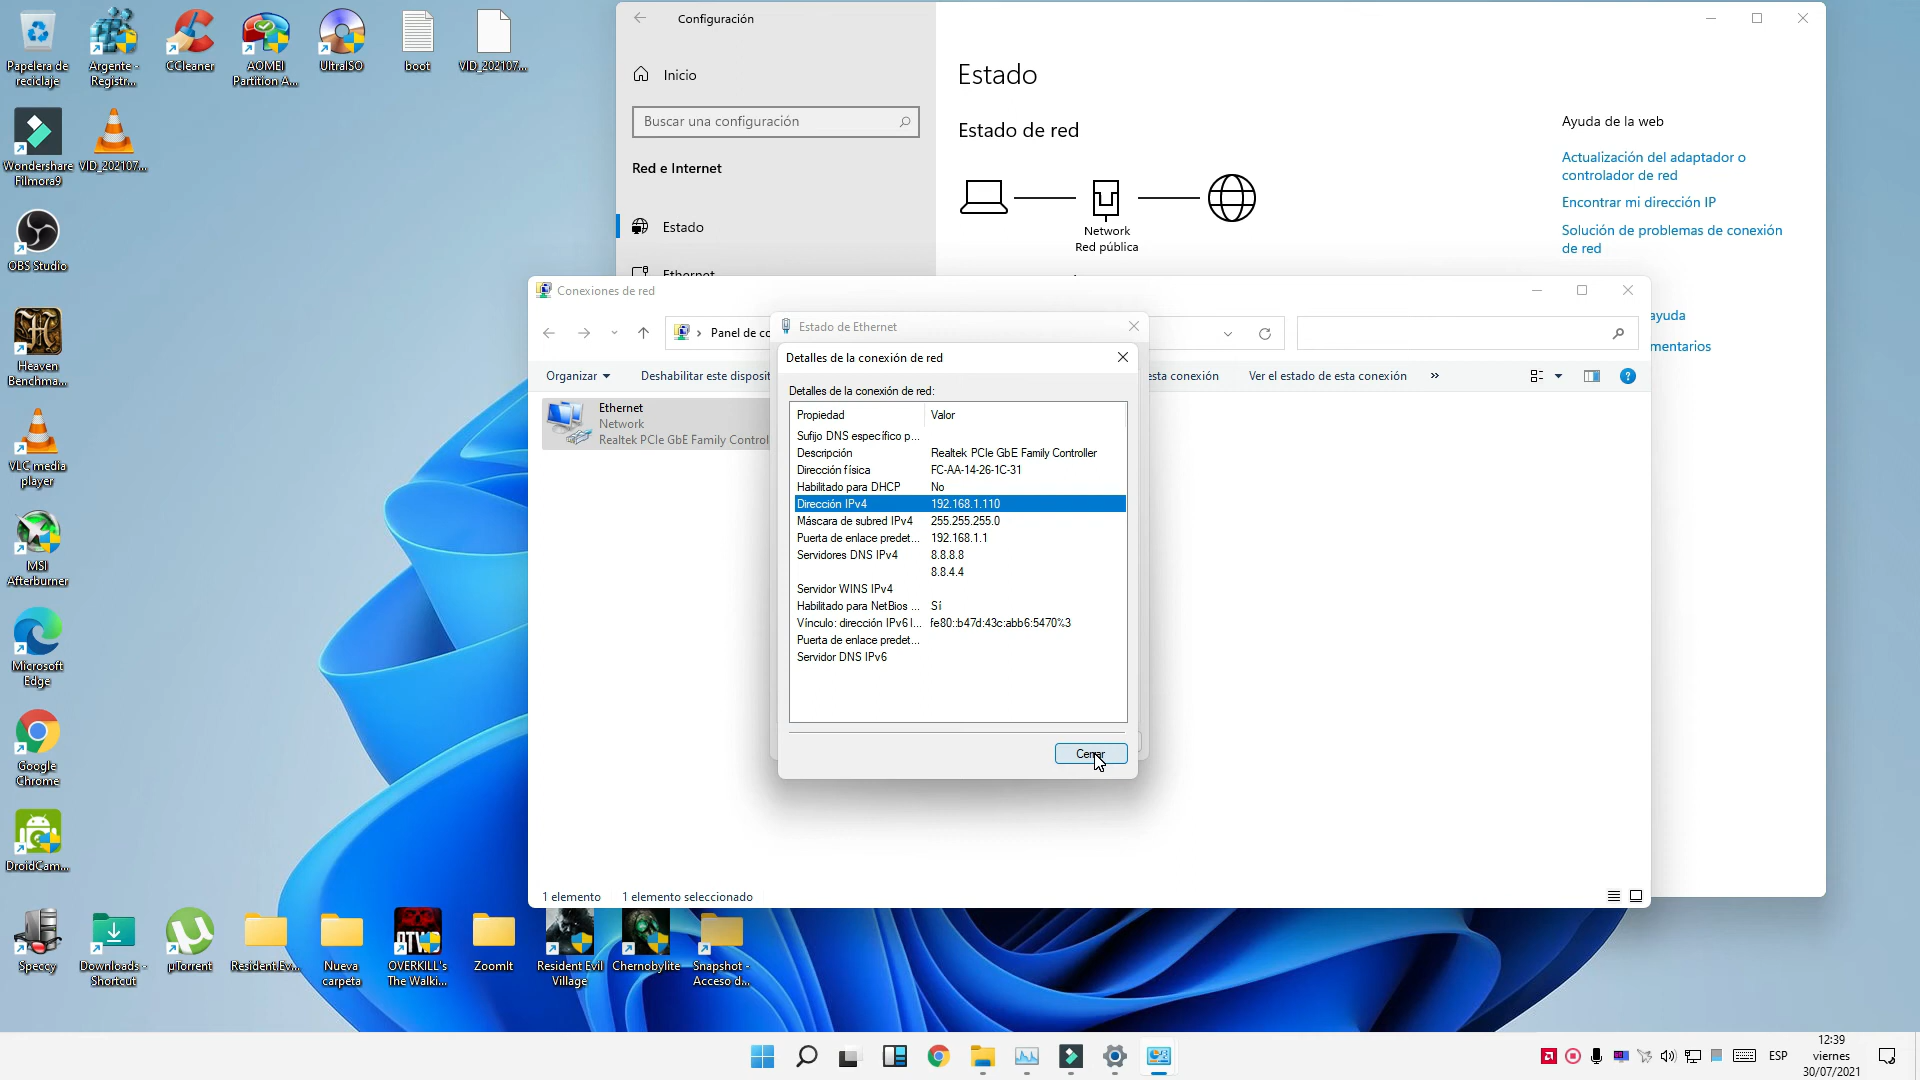 Papelera de
reciclaje
Argente -
Registr...
CCleaner
AOMEI
Partition A...
UltraISO
boot
VID_202107...
Wondershare
Filmora9
VID_202107...
OBS Studio
Heaven
Benchma...
VLC media
player
MSI
Afterburner
Microsoft
Edge
Google
Chrome
DroidCam...
Speccy
Downloads -
Shortcut
µTorrent
Resident Ev...
Nueva
carpeta
OVERKILL's
The Walki...
ZoomIt
Resident Evil
Village
Chernobylite
Snapshot -
Acceso d...
Configuración
Inicio
Buscar una configuración
Red e Internet
Estado
Ethernet
Estado
Estado de red
Network
Red pública
Ayuda de la web
Actualización del adaptador o
controlador de red
Encontrar mi dirección IP
Solución de problemas de conexión
de red
ayuda
mentarios
Conexiones de red
Panel de co
Organizar
Deshabilitar este disposit
esta conexión
Ver el estado de esta conexión
»
Ethernet
Network
Realtek PCIe GbE Family Control
1 elemento
1 elemento seleccionado
Estado de Ethernet
Detalles de la conexión de red
Detalles de la conexión de red:
Propiedad Valor
Sufijo DNS específico p...
Descripción Realtek PCIe GbE Family Controller
Dirección física FC-AA-14-26-1C-31
Habilitado para DHCP No
Dirección IPv4 192.168.1.110
Máscara de subred IPv4 255.255.255.0
Puerta de enlace predet... 192.168.1.1
Servidores DNS IPv4 8.8.8.8
8.8.4.4
Servidor WINS IPv4
Habilitado para NetBios ... Sí
Vínculo: dirección IPv6 l... fe80::b47d:43c:abb6:5470%3
Puerta de enlace predet...
Servidor DNS IPv6
Cerrar
ESP
12:39
viernes
30/07/2021